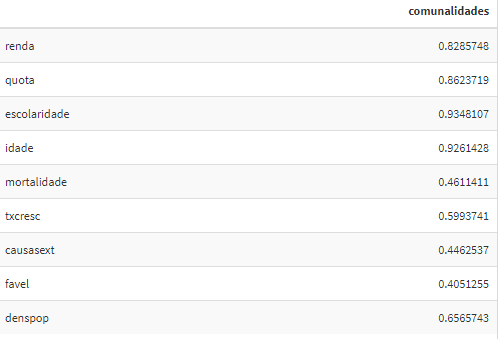 comunalidades
renda 0.8285748
quota 0.8623719
escolaridade 0.9348107
idade 0.9261428
mortalidade 0.4611411
txcresc 0.5993741
causasext 0.4462537
favel 0.4051255
denspop 0.6565743